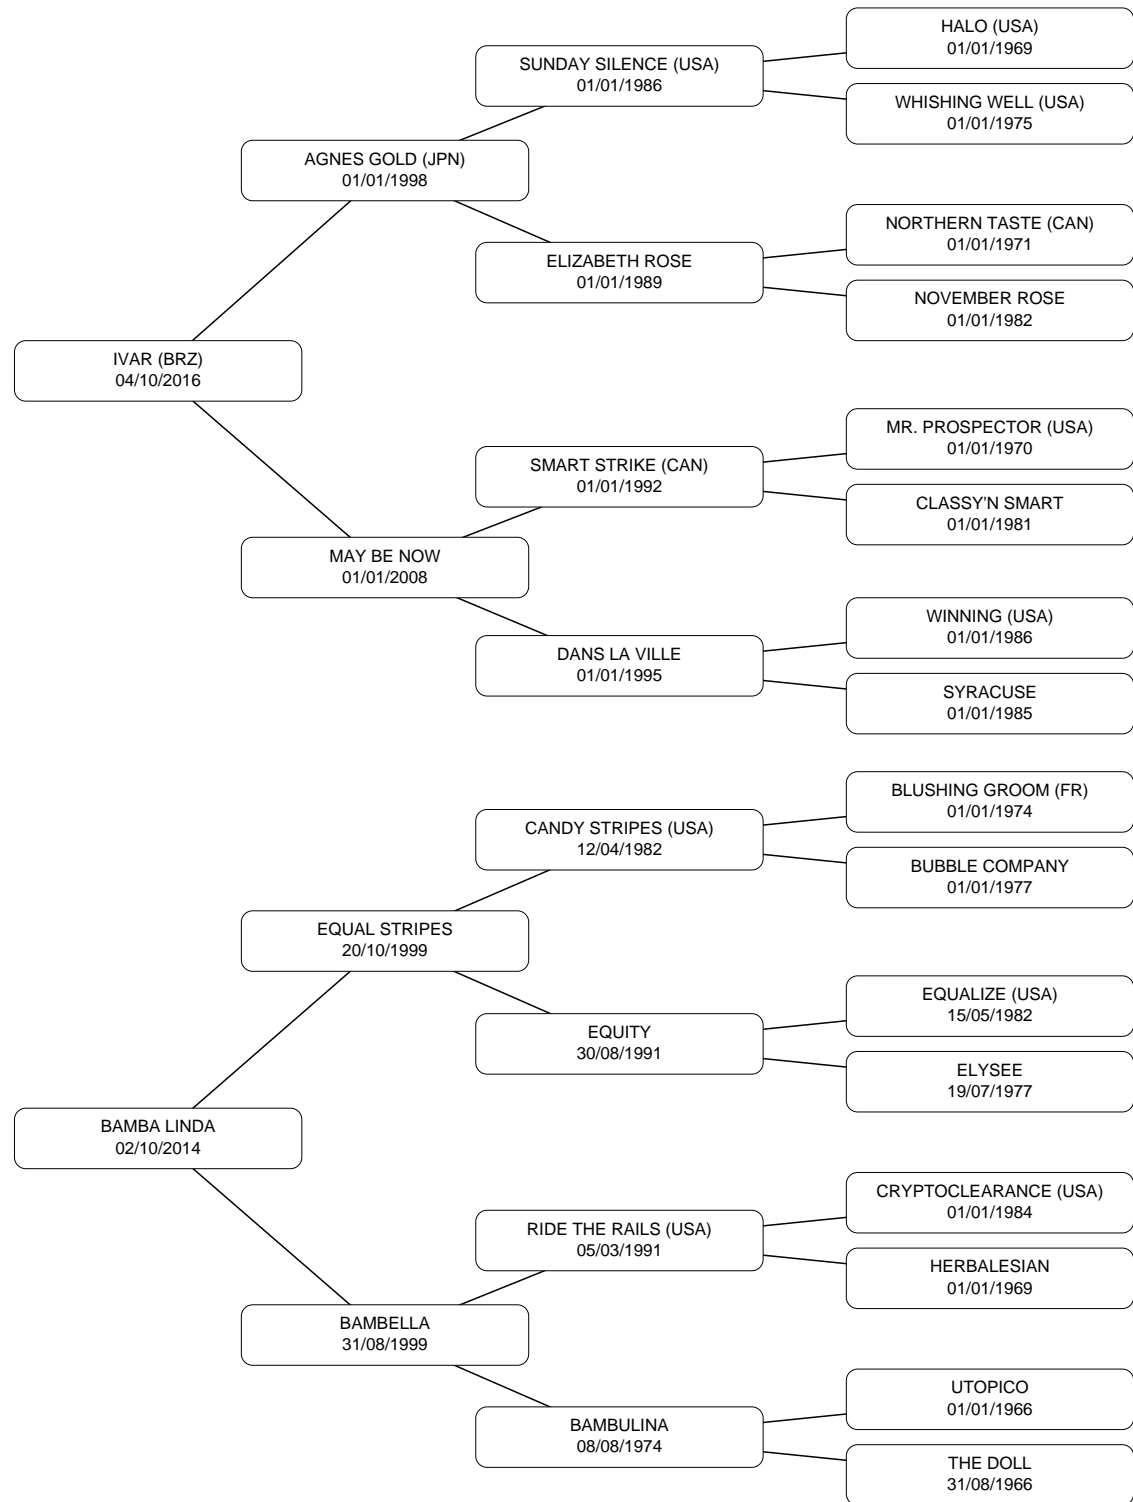 HALO (USA)
01/01/1969
SUNDAY SILENCE (USA)
01/01/1986
WHISHING WELL (USA)
01/01/1975
AGNES GOLD (JPN)
01/01/1998
NORTHERN TASTE (CAN)
01/01/1971
ELIZABETH ROSE
01/01/1989
NOVEMBER ROSE
01/01/1982
IVAR (BRZ)
04/10/2016
MR. PROSPECTOR (USA)
01/01/1970
SMART STRIKE (CAN)
01/01/1992
CLASSY'N SMART
01/01/1981
MAY BE NOW
01/01/2008
WINNING (USA)
01/01/1986
DANS LA VILLE
01/01/1995
SYRACUSE
01/01/1985
BLUSHING GROOM (FR)
01/01/1974
CANDY STRIPES (USA)
12/04/1982
BUBBLE COMPANY
01/01/1977
EQUAL STRIPES
20/10/1999
EQUALIZE (USA)
15/05/1982
EQUITY
30/08/1991
ELYSEE
19/07/1977
BAMBA LINDA
02/10/2014
CRYPTOCLEARANCE (USA)
01/01/1984
RIDE THE RAILS (USA)
05/03/1991
HERBALESIAN
01/01/1969
BAMBELLA
31/08/1999
UTOPICO
01/01/1966
BAMBULINA
08/08/1974
THE DOLL
31/08/1966